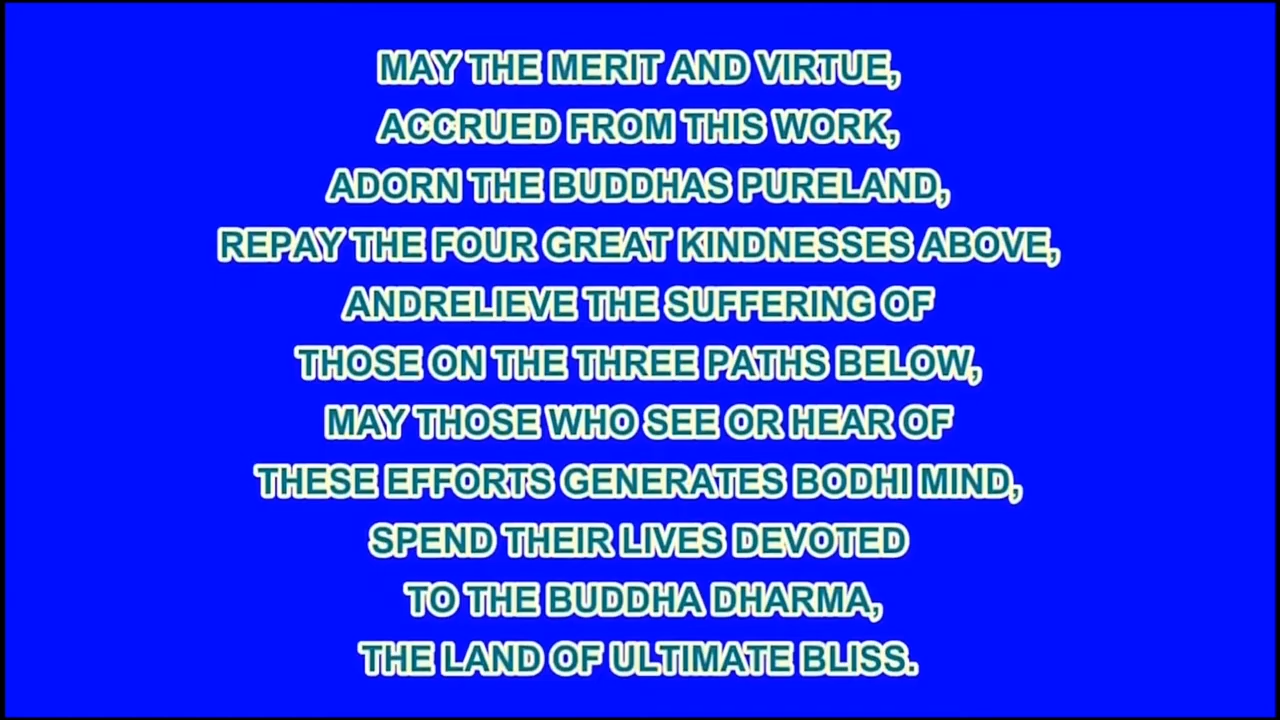 MAY THE MERIT AND VIRTUE,
ACCRUED FROM THIS WORK,
ADORN THE BUDDHAS PURELAND,
REPAY THE FOUR GREAT KINDNESSES ABOVE,
ANDRELIEVE THE SUFFERING OF
THOSE ON THE THREE PATHS BELOW,
MAY THOSE WHO SEE OR HEAR OF
THESE EFFORTS GENERATES BODHI MIND,
SPEND THEIR LIVES DEVOTED
TO THE BUDDHA DHARMA,
THE LAND OF ULTIMATE BLISS.